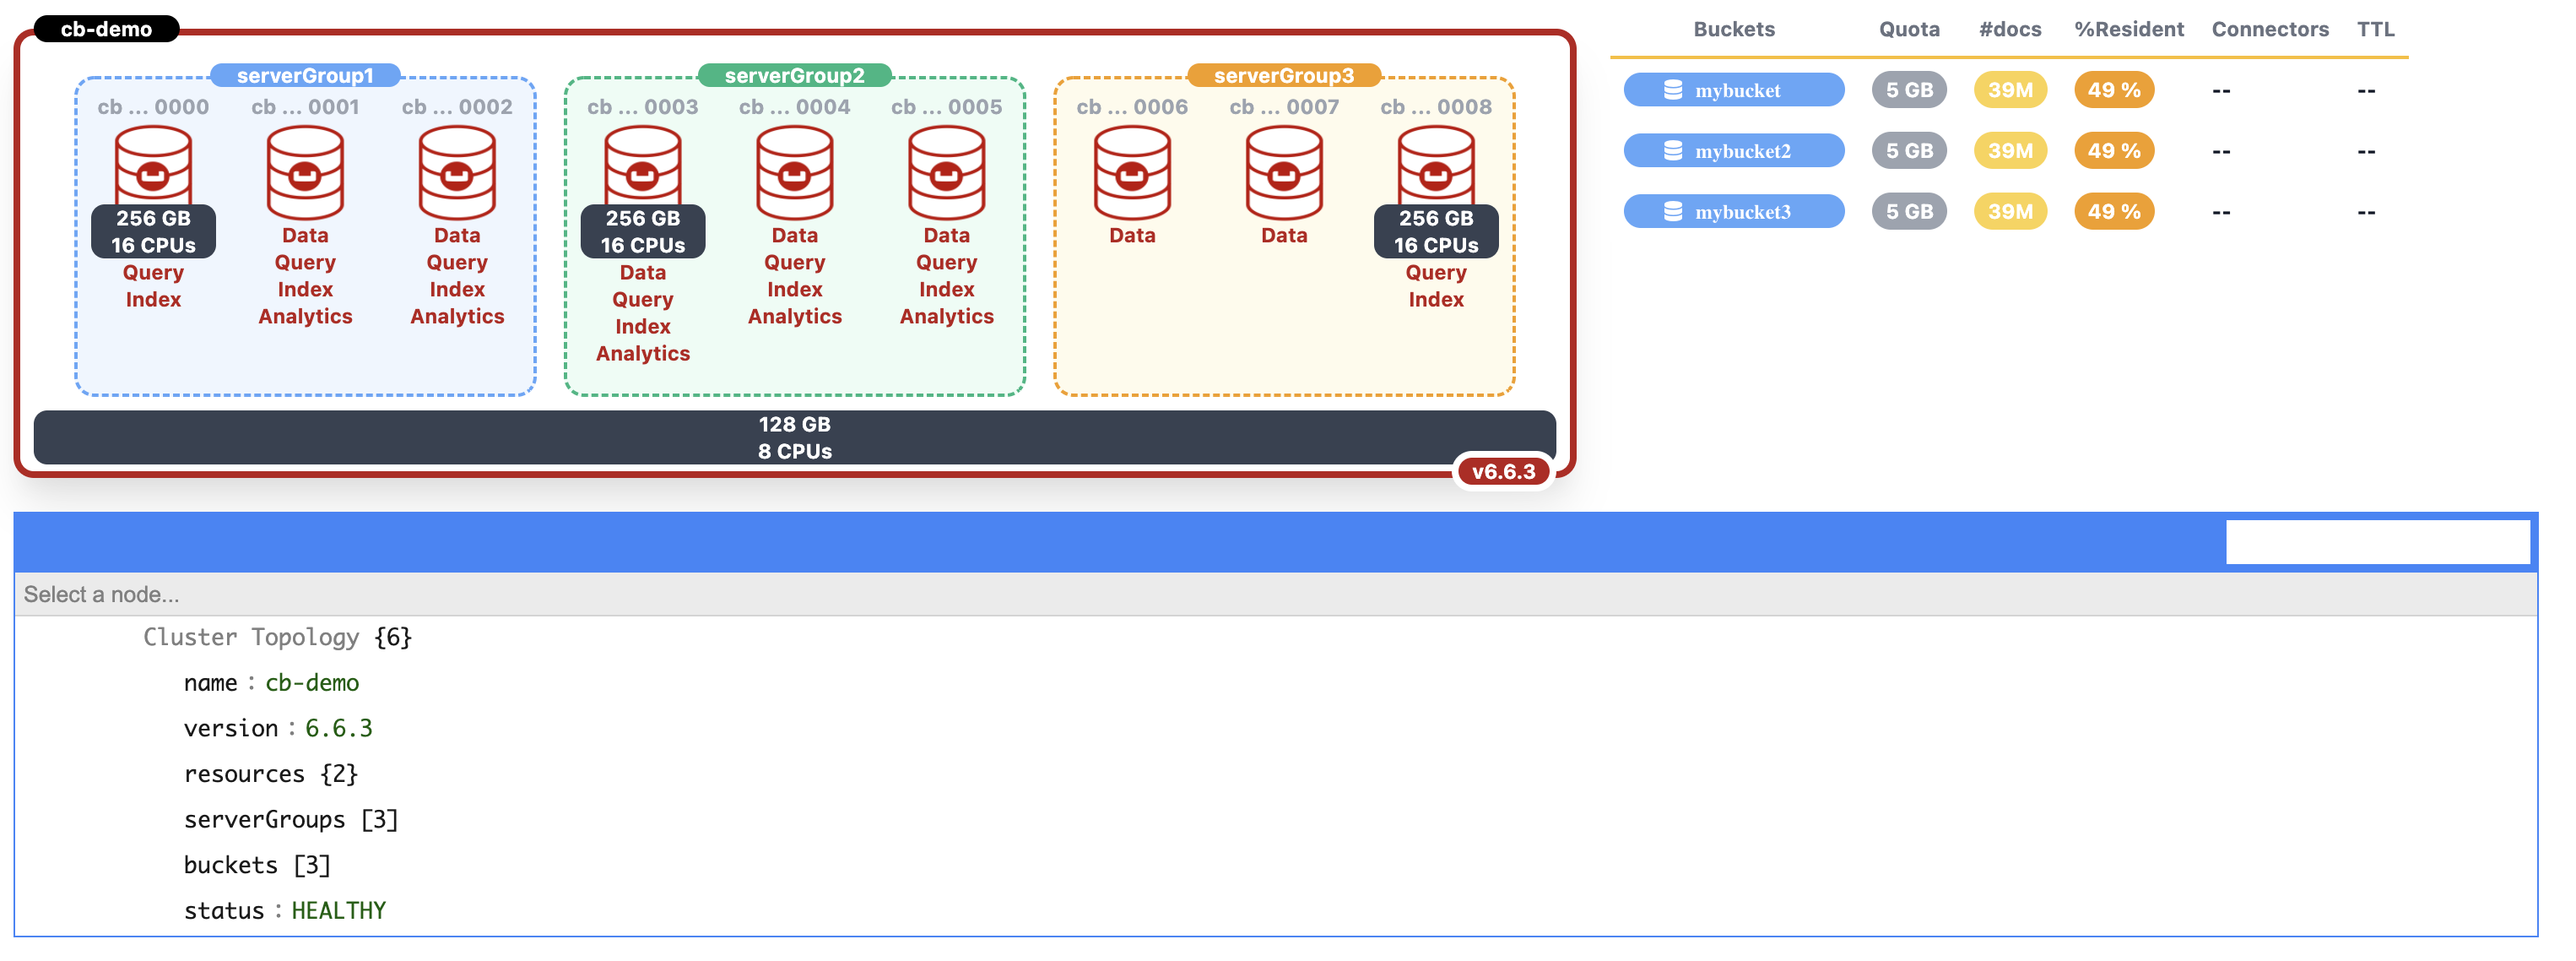 cb-demo
serverGroup1
cb ... 0000 cb ... 0001 cb ... 0002
256 GB
16 CPUs
Query
Index
Data
Query
Index
Analytics
Data
Query
Index
Analytics
serverGroup2
cb ... 0003 cb ... 0004 cb ... 0005
256 GB
16 CPUs
Data
Query
Index
Analytics
Data
Query
Index
Analytics
Data
Query
Index
Analytics
serverGroup3
cb ... 0006 cb ... 0007 cb ... 0008
Data
Data
256 GB
16 CPUs
Query
Index
128 GB
8 CPUs
v6.6.3
Buckets Quota #docs %Resident Connectors TTL
mybucket 5 GB 39M 49 % -- --
mybucket2 5 GB 39M 49 % -- --
mybucket3 5 GB 39M 49 % -- --
Select a node...
Cluster Topology {6}
name : cb-demo
version : 6.6.3
resources {2}
serverGroups [3]
buckets [3]
status : HEALTHY